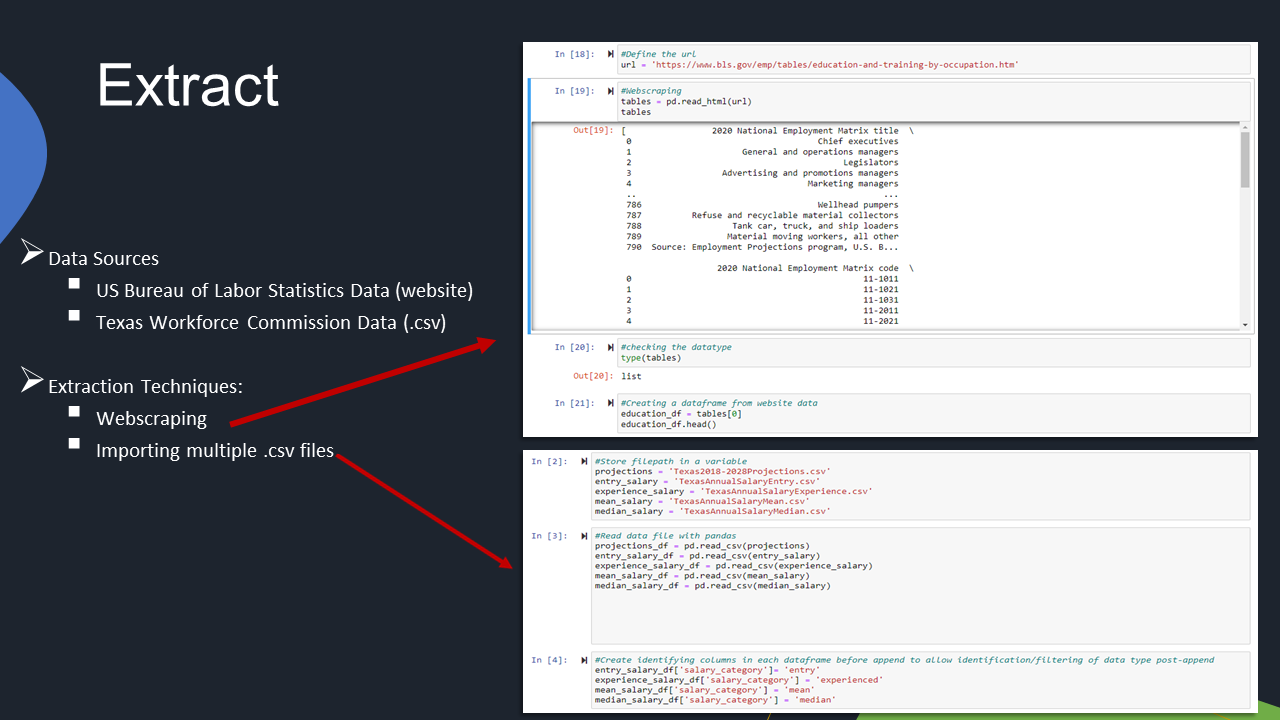 Extract
Data Sources
US Bureau of Labor Statistics Data (website)
Texas Workforce Commission Data (.csv)
Extraction Techniques:
Webscraping
Importing multiple .csv files
In [18]: #Define the url
url = 'https://www.bls.gov/emp/tables/education-and-training-by-occupation.htm'
In [19]: #Webscraping
tables = pd.read_html(url)
tables
Out[19]: [ 2020 National Employment Matrix title \
0 Chief executives
1 General and operations managers
2 Legislators
3 Advertising and promotions managers
4 Marketing managers
.. ...
786 Wellhead pumpers
787 Refuse and recyclable material collectors
788 Tank car, truck, and ship loaders
789 Material moving workers, all other
790 Source: Employment Projections program, U.S. B...
2020 National Employment Matrix code \
0 11-1011
1 11-1021
2 11-1031
3 11-2011
4 11-2021
In [20]: #checking the datatype
type(tables)
Out[20]: list
In [21]: #Creating a dataframe from website data
education_df = tables[0]
education_df.head()
In [2]: #Store filepath in a variable
projections = 'Texas2018-2028Projections.csv'
entry_salary = 'TexasAnnualSalaryEntry.csv'
experience_salary = 'TexasAnnualSalaryExperience.csv'
mean_salary = 'TexasAnnualSalaryMean.csv'
median_salary = 'TexasAnnualSalaryMedian.csv'
In [3]: #Read data file with pandas
projections_df = pd.read_csv(projections)
entry_salary_df = pd.read_csv(entry_salary)
experience_salary_df = pd.read_csv(experience_salary)
mean_salary_df = pd.read_csv(mean_salary)
median_salary_df = pd.read_csv(median_salary)
In [4]: #Create identifying columns in each dataframe before append to allow identification/filtering of data type post-append
entry_salary_df['salary_category']= 'entry'
experience_salary_df['salary_category'] = 'experienced'
mean_salary_df['salary_category'] = 'mean'
median_salary_df['salary_category'] = 'median'